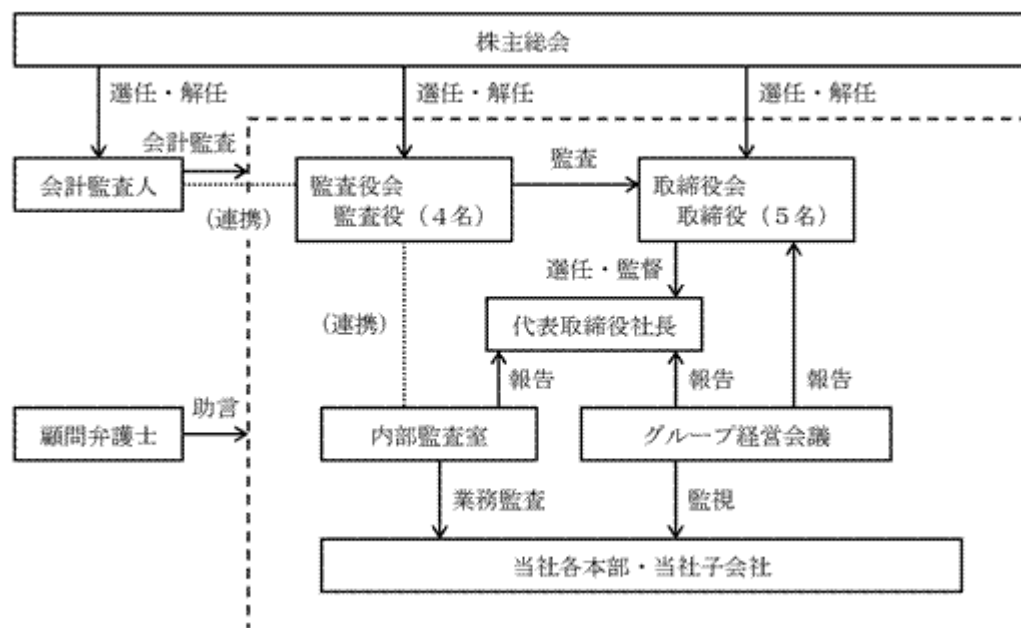 株主総会
選任・解任
選任・解任
選任・解任
会計監査
会計監査人
(連携)
監査役会
監査役(4名)
監査
取締役会
取締役(5名)
選任・監督
(連携)
代表取締役社長
報告
報告
報告
助言
顧問弁護士
内部監査室
グループ経営会議
業務監査
監視
当社各本部・当社子会社